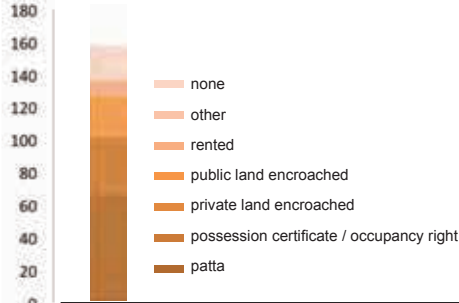 180
160
140
120
100
80
60
40
20
0
none
other
rented
public land encroached
private land encroached
possession certificate / occupancy right
patta